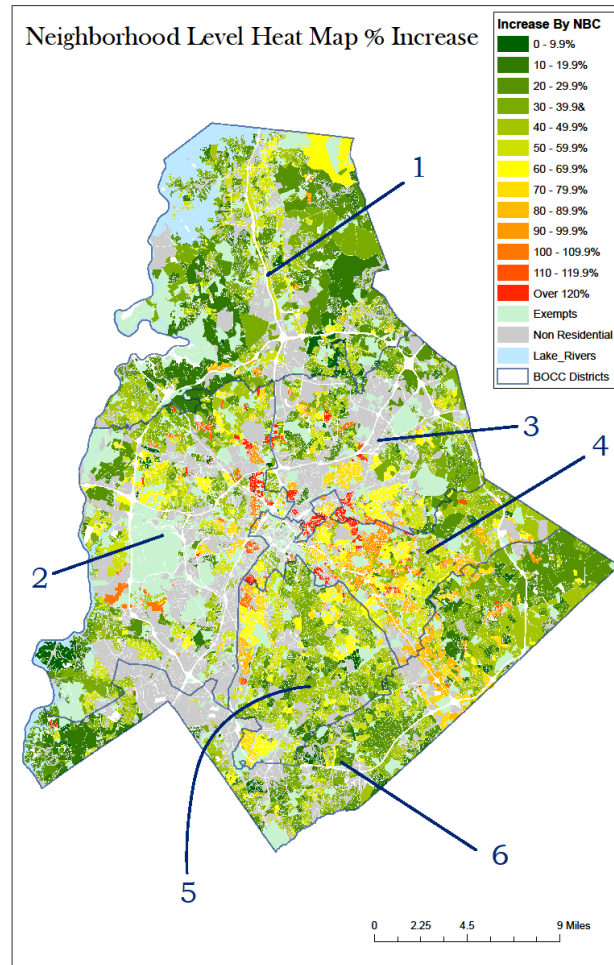 Neighborhood Level Heat Map % Increase
Increase By NBC
0 - 9.9%
10 - 19.9%
20 - 29.9%
30 - 39.9&
40 - 49.9%
50 - 59.9%
60 - 69.9%
70 - 79.9%
80 - 89.9%
90 - 99.9%
100 - 109.9%
110 - 119.9%
Over 120%
Exempts
Non Residential
Lake_Rivers
BOCC Districts
1
3
4
2
5
6
0 2.25 4.5 9 Miles